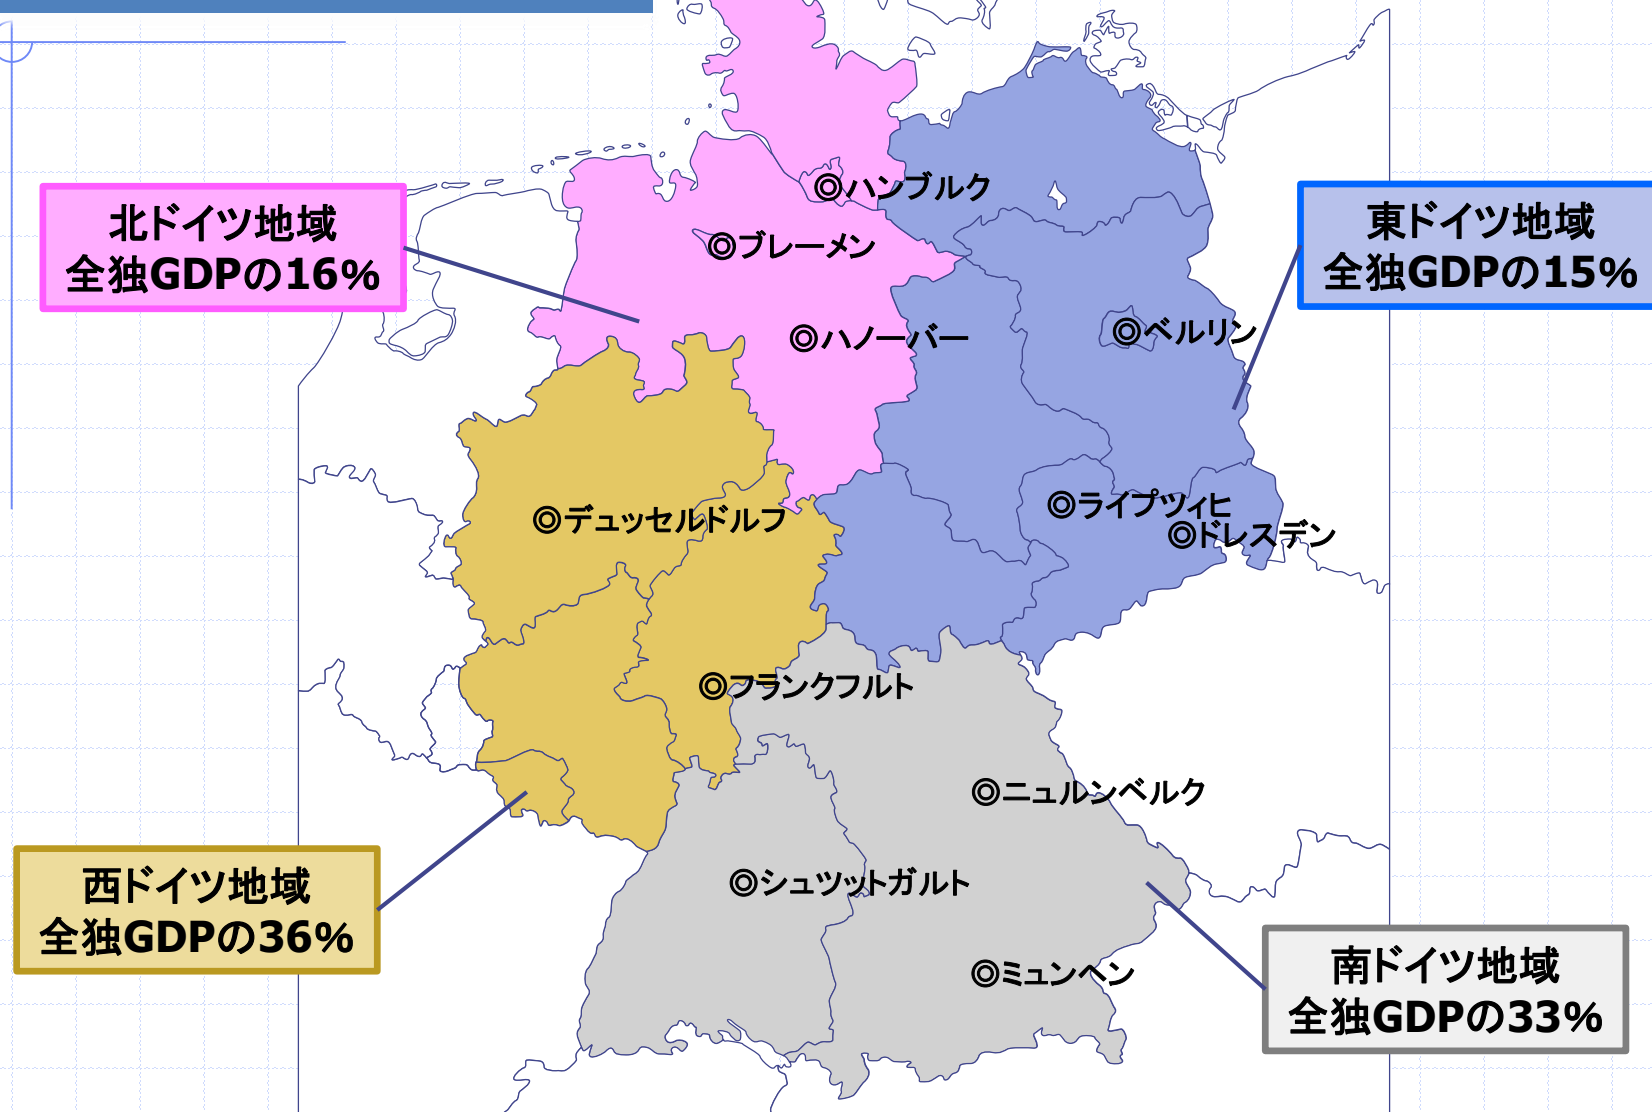 ◎ハンブルク
北ドイツ地域
全独GDPの16%
東ドイツ地域
全独GDPの15%
◎ブレーメン
◎ハノーバー
◎ベルリン
◎デュッセルドルフ
◎ライプツィヒ
◎ドレスデン
◎フランクフルト
◎ニュルンベルク
西ドイツ地域
全独GDPの36%
◎シュツットガルト
◎ミュンヘン
南ドイツ地域
全独GDPの33%